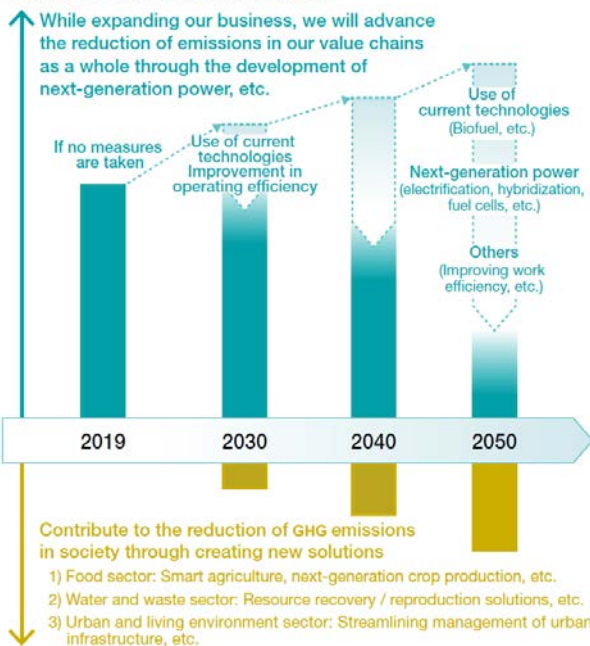 While expanding our business, we will advance
the reduction of emissions in our value chains
as a whole through the development of
next-generation power, etc.
If no measures
are taken
Use of current
technologies
Improvement in
operating efficiency
Use of
current technologies
(Biofuel, etc.)
Next-generation power
(electrification, hybridization,
fuel cells, etc.)
Others
(Improving work
efficiency, etc.)
2019
2030
2040
2050
Contribute to the reduction of GHG emissions
in society through creating new solutions
1) Food sector: Smart agriculture, next-generation crop production, etc.
2) Water and waste sector: Resource recovery / reproduction solutions, etc.
3) Urban and living environment sector: Streamlining management of urban
infrastructure, etc.